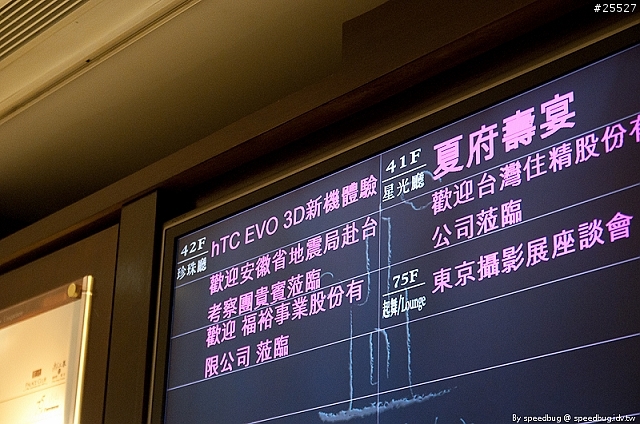 #25527
42F
珍珠廳
hTC EVO 3D新機體驗
歡迎安徽省地震局赴台
考察團貴賓蒞臨
歡迎 福裕事業股份有
限公司 蒞臨
41F
星光廳
夏府壽宴
歡迎台灣住精股份有
公司蒞臨
75F
起舞/Lounge
東京攝影展座談會
By speedbug @ speedbug.idv.tw